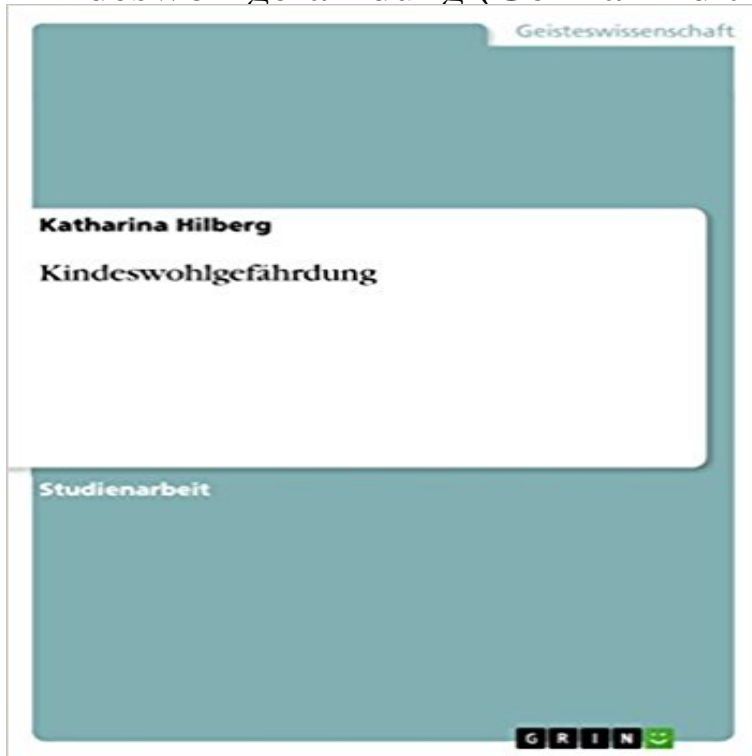 Geisteswissenschaft
Katharina Hilberg
Kindeswohlgefährdung
Studienarbeit
GRIN